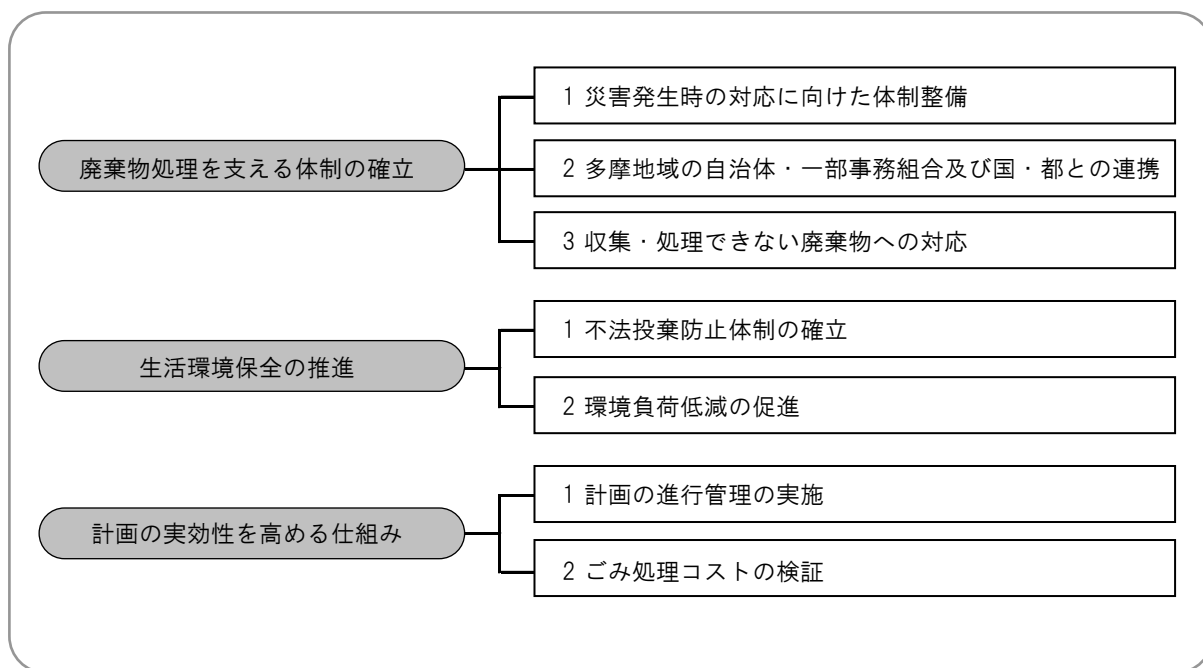 廃棄物処理を支える体制の確立
1 災害発生時の対応に向けた体制整備
2 多摩地域の自治体・一部事務組合及び国・都との連携
3 収集・処理できない廃棄物への対応
生活環境保全の推進
1 不法投棄防止体制の確立
2 環境負荷低減の促進
計画の実効性を高める仕組み
1 計画の進行管理の実施
2 ごみ処理コストの検証